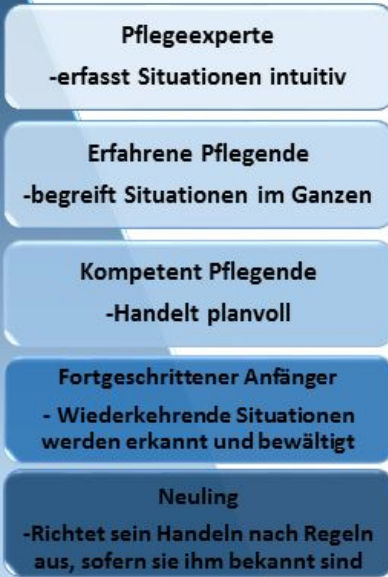 Pflegeexperte
-erfasst Situationen intuitiv
Erfahrene Pflegende
-begreift Situationen im Ganzen
Kompetent Pflegende
-Handelt planvoll
Fortgeschrittener Anfänger
- Wiederkehrende Situationen
werden erkannt und bewältigt
Neuling
-Richtet sein Handeln nach Regeln
aus, sofern sie ihm bekannt sind